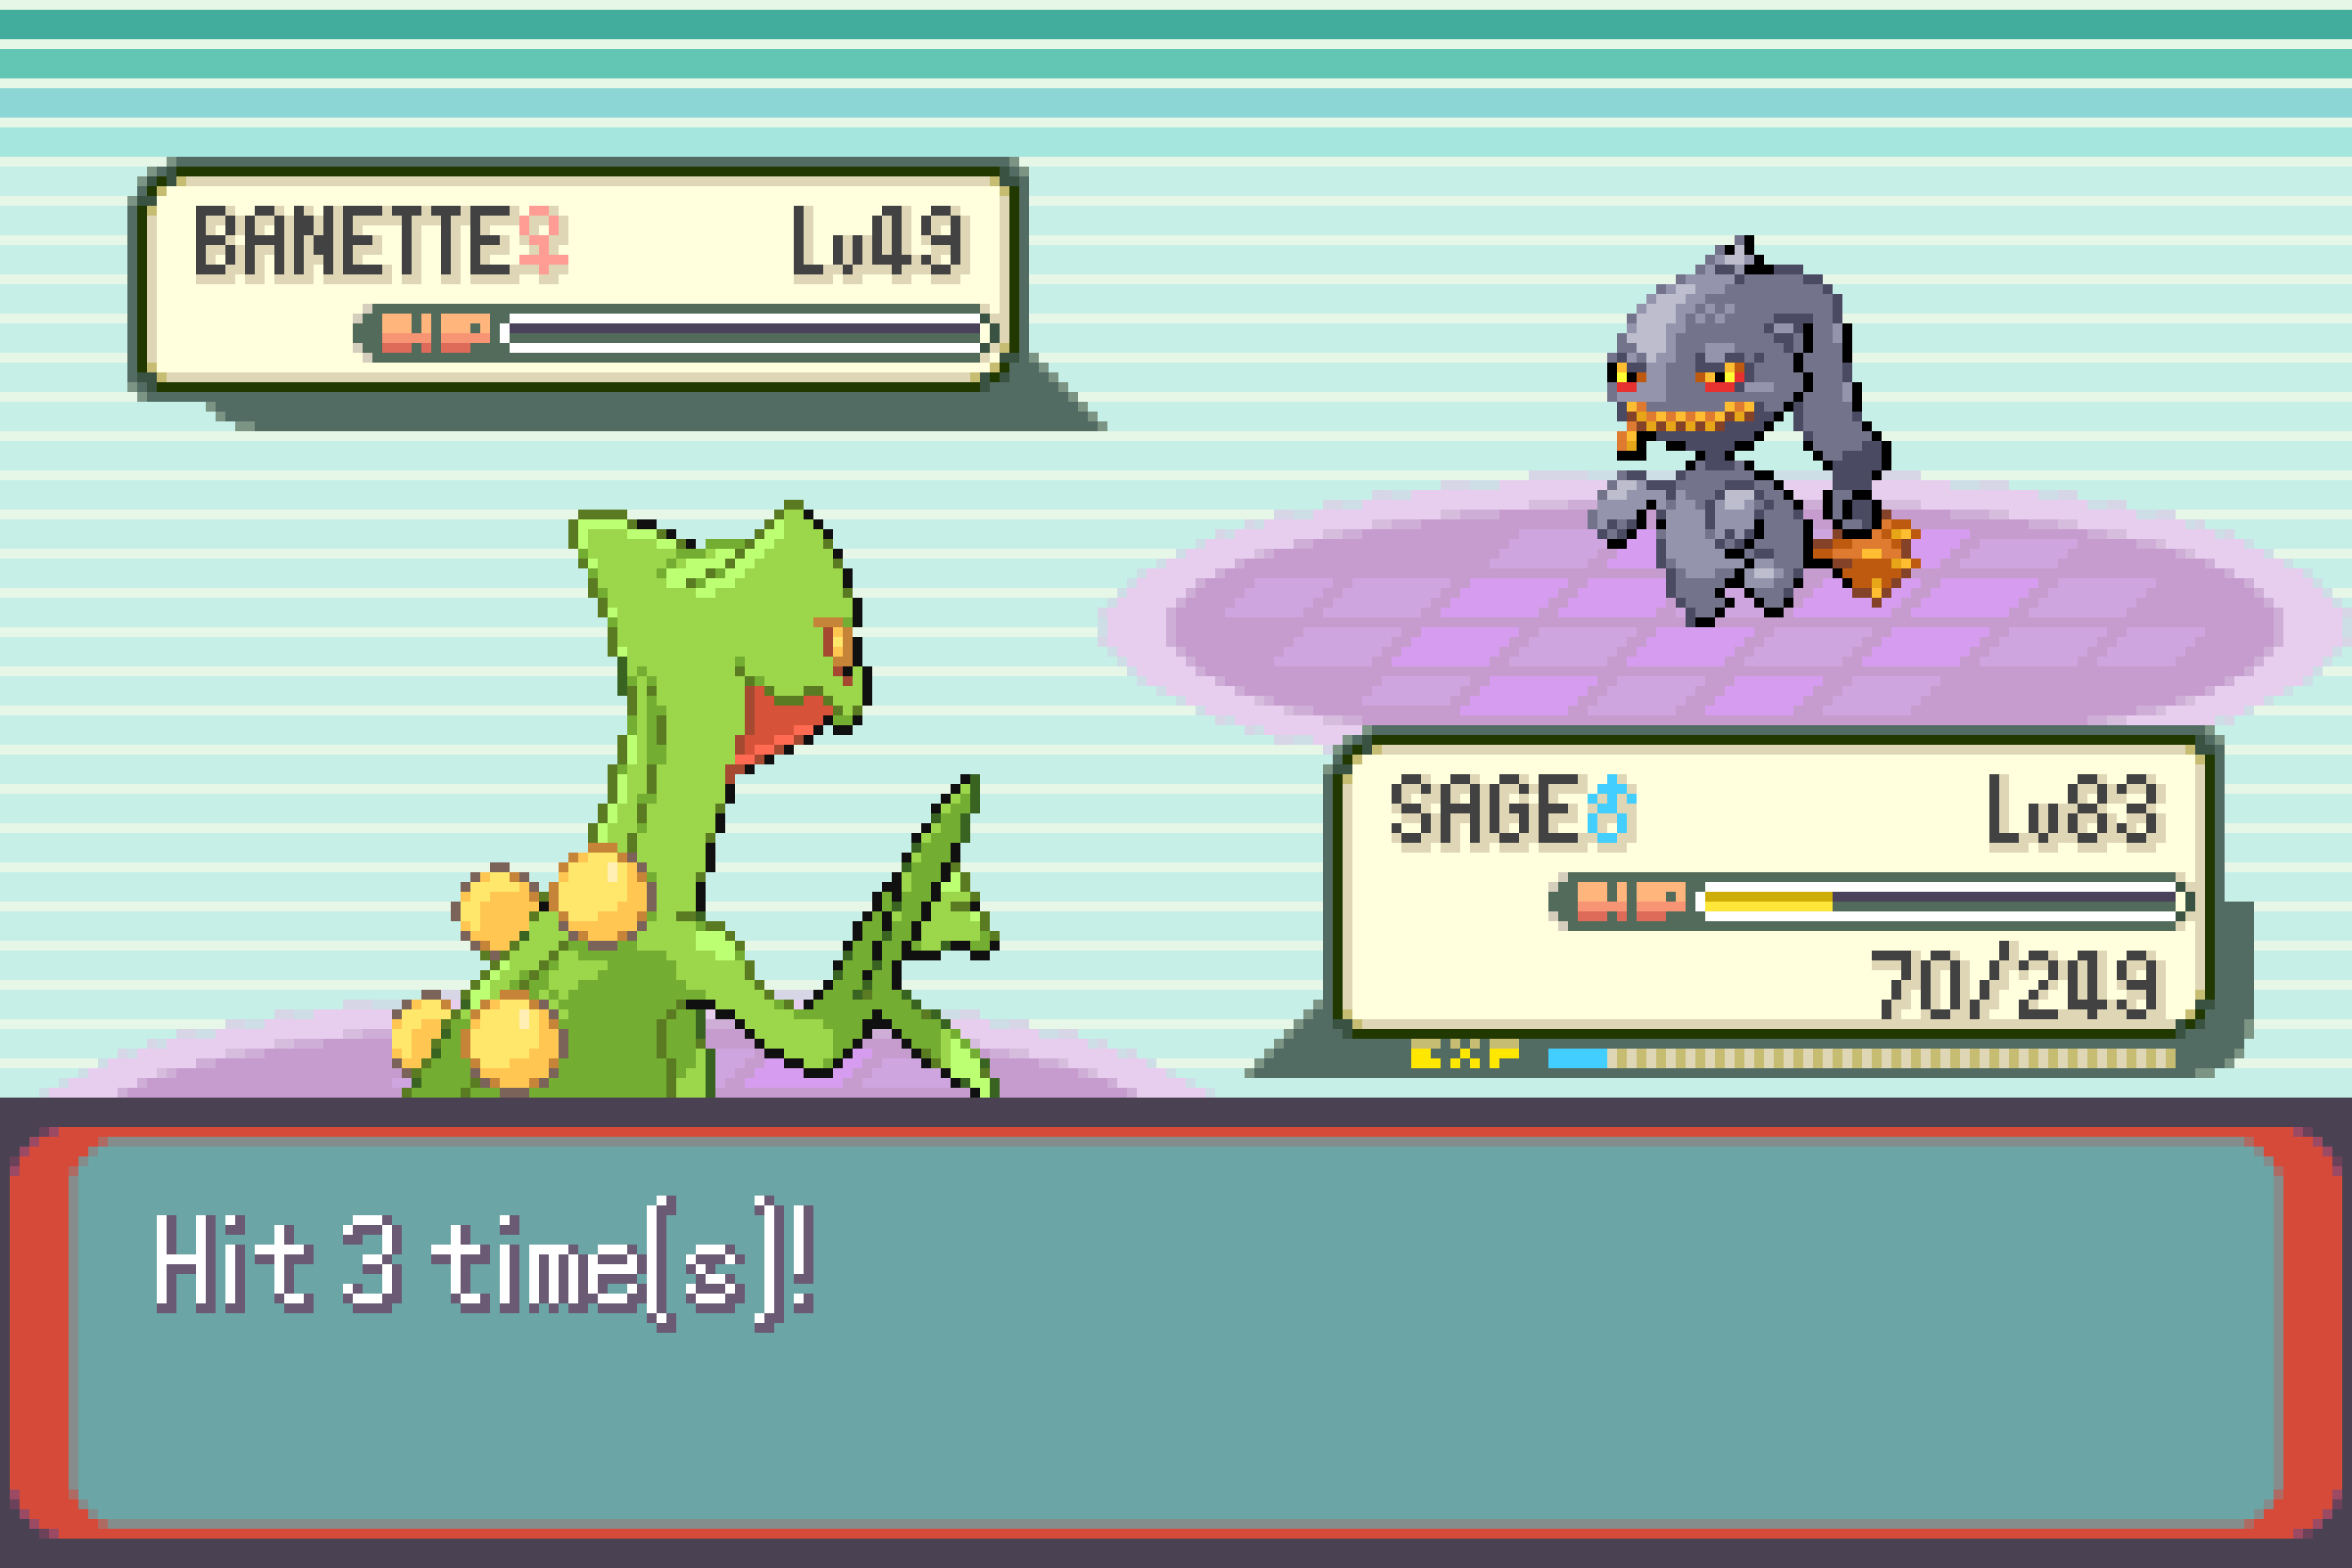 BANETTE♀ Lv49
HP
SAGE♂ Lv83
HP
70/249
EXP
Hit 3 time(s)!